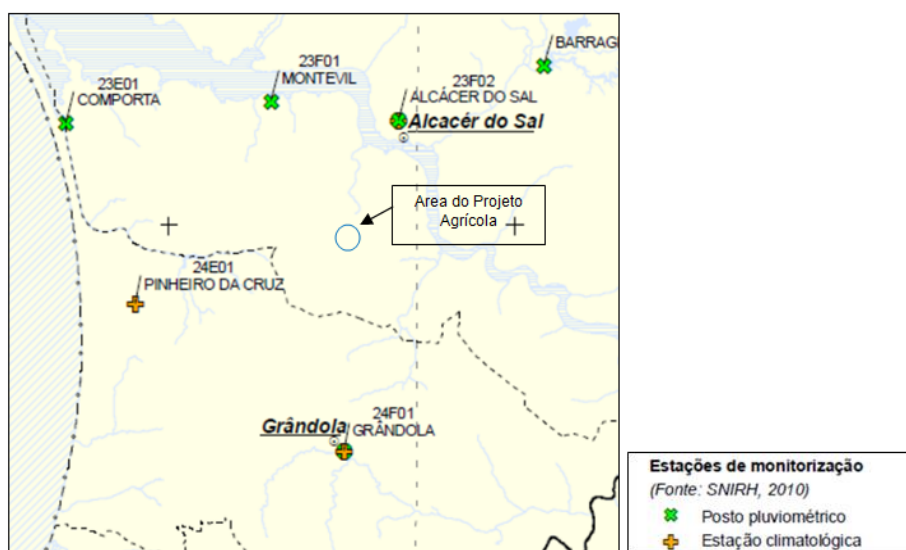 BARRAG
23F01
MONTEVIL
23E01
COMPORTA
23F02
ALCÁCER DO SAL
Alcacér do Sal
Area do Projeto
Agrícola
24E01
PINHEIRO DA CRUZ
24F01
Grândola
GRÂNDOLA
Estações de monitorização
(Fonte: SNIRH, 2010)
Posto pluviométrico
Estação climatológica